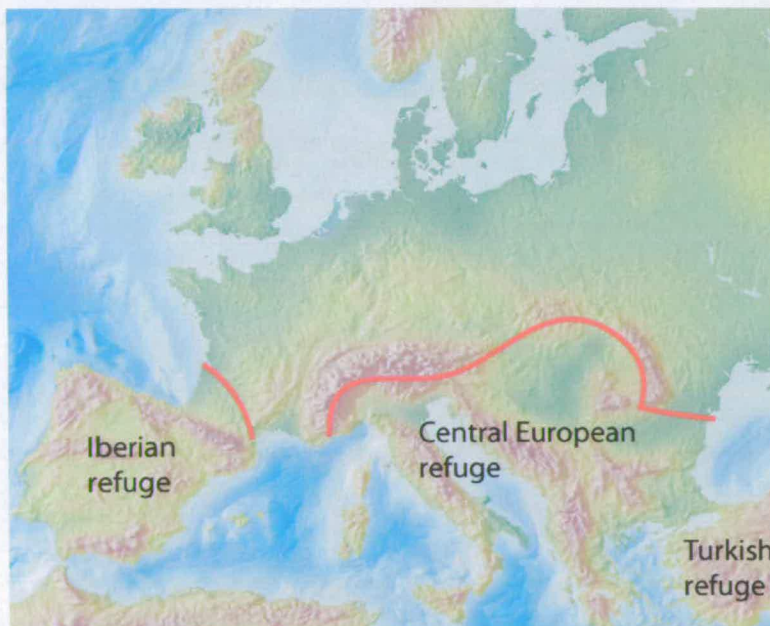 Iberian
refuge
Central European
refuge
Turkish
refuge